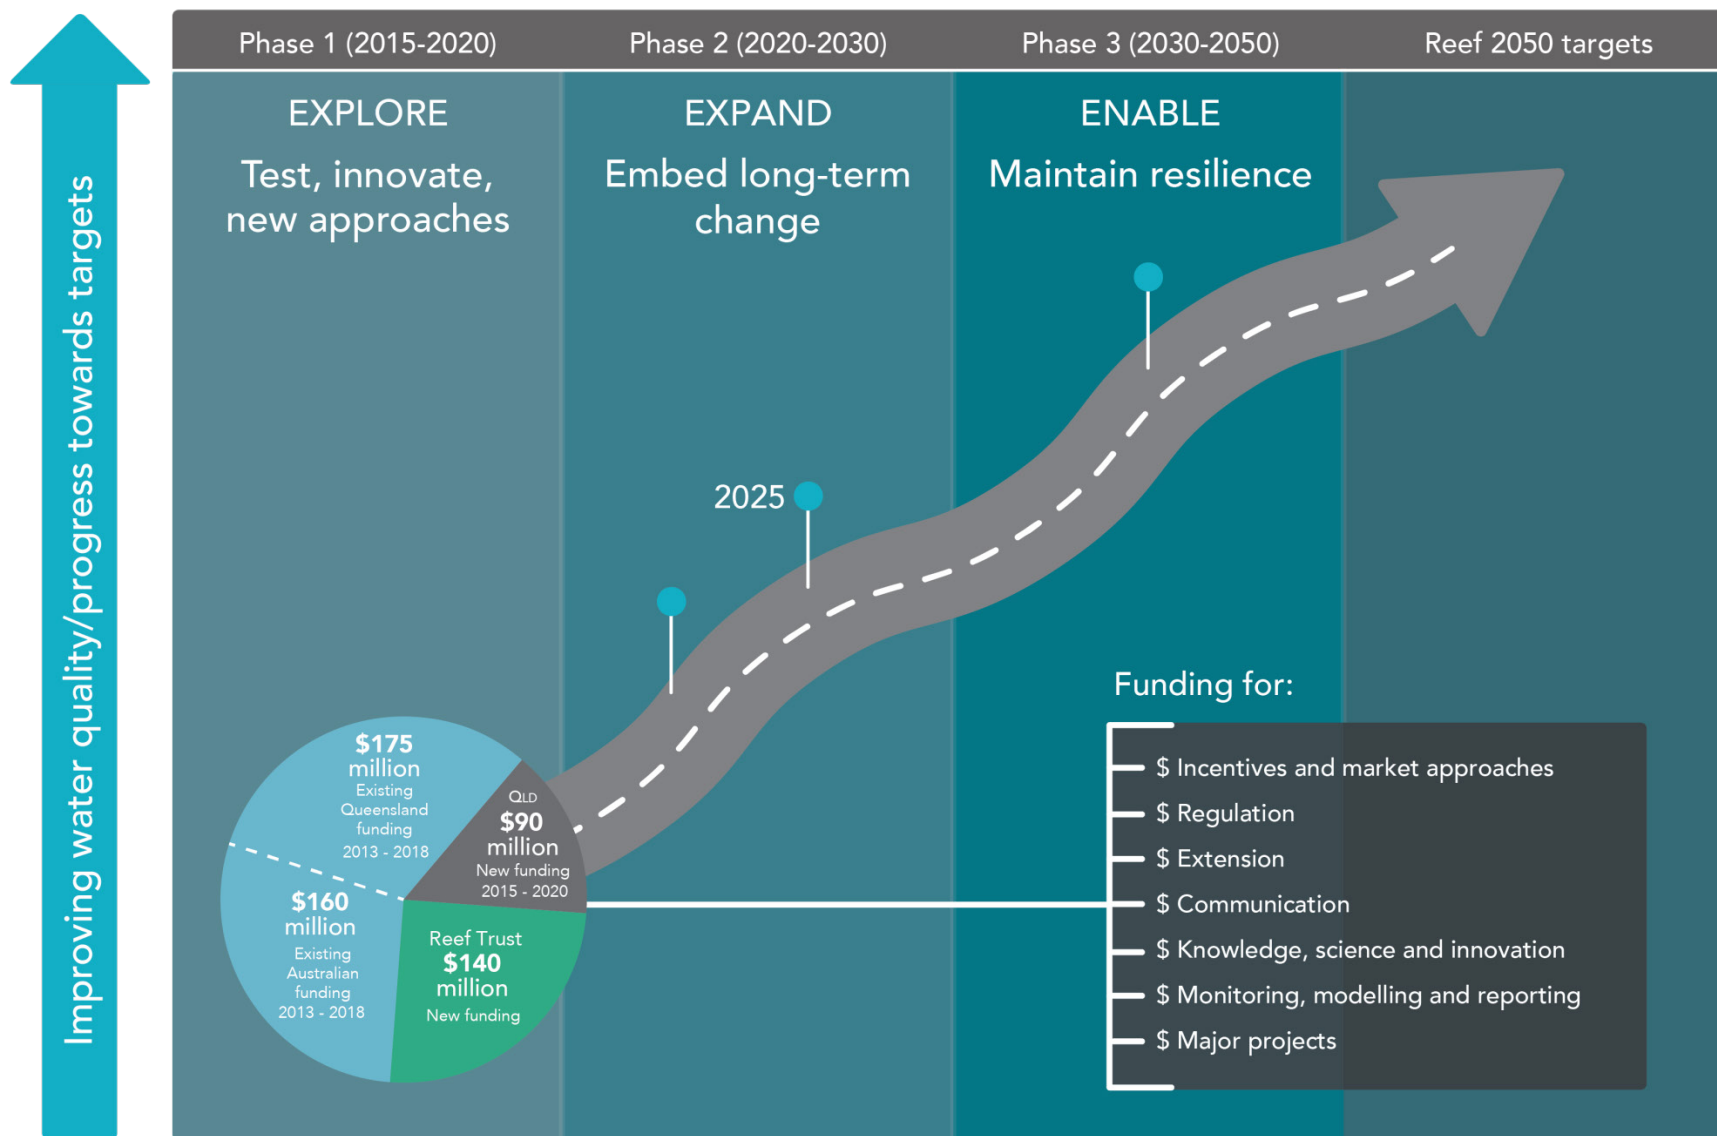 Improving water quality/progress towards targets
Phase 1 (2015-2020)
Phase 2 (2020-2030)
Phase 3 (2030-2050)
Reef 2050 targets
EXPLORE
Test, innovate,
new approaches
EXPAND
Embed long-term
change
ENABLE
Maintain resilience
2025
$175
million
Existing
Queensland
funding
2013 - 2018
QLD
$90
million
New funding
2015 - 2020
$160
million
Existing
Australian
funding
2013 - 2018
Reef Trust
$140
million
New funding
Funding for:
$ Incentives and market approaches
$ Regulation
$ Extension
$ Communication
$ Knowledge, science and innovation
$ Monitoring, modelling and reporting
$ Major projects